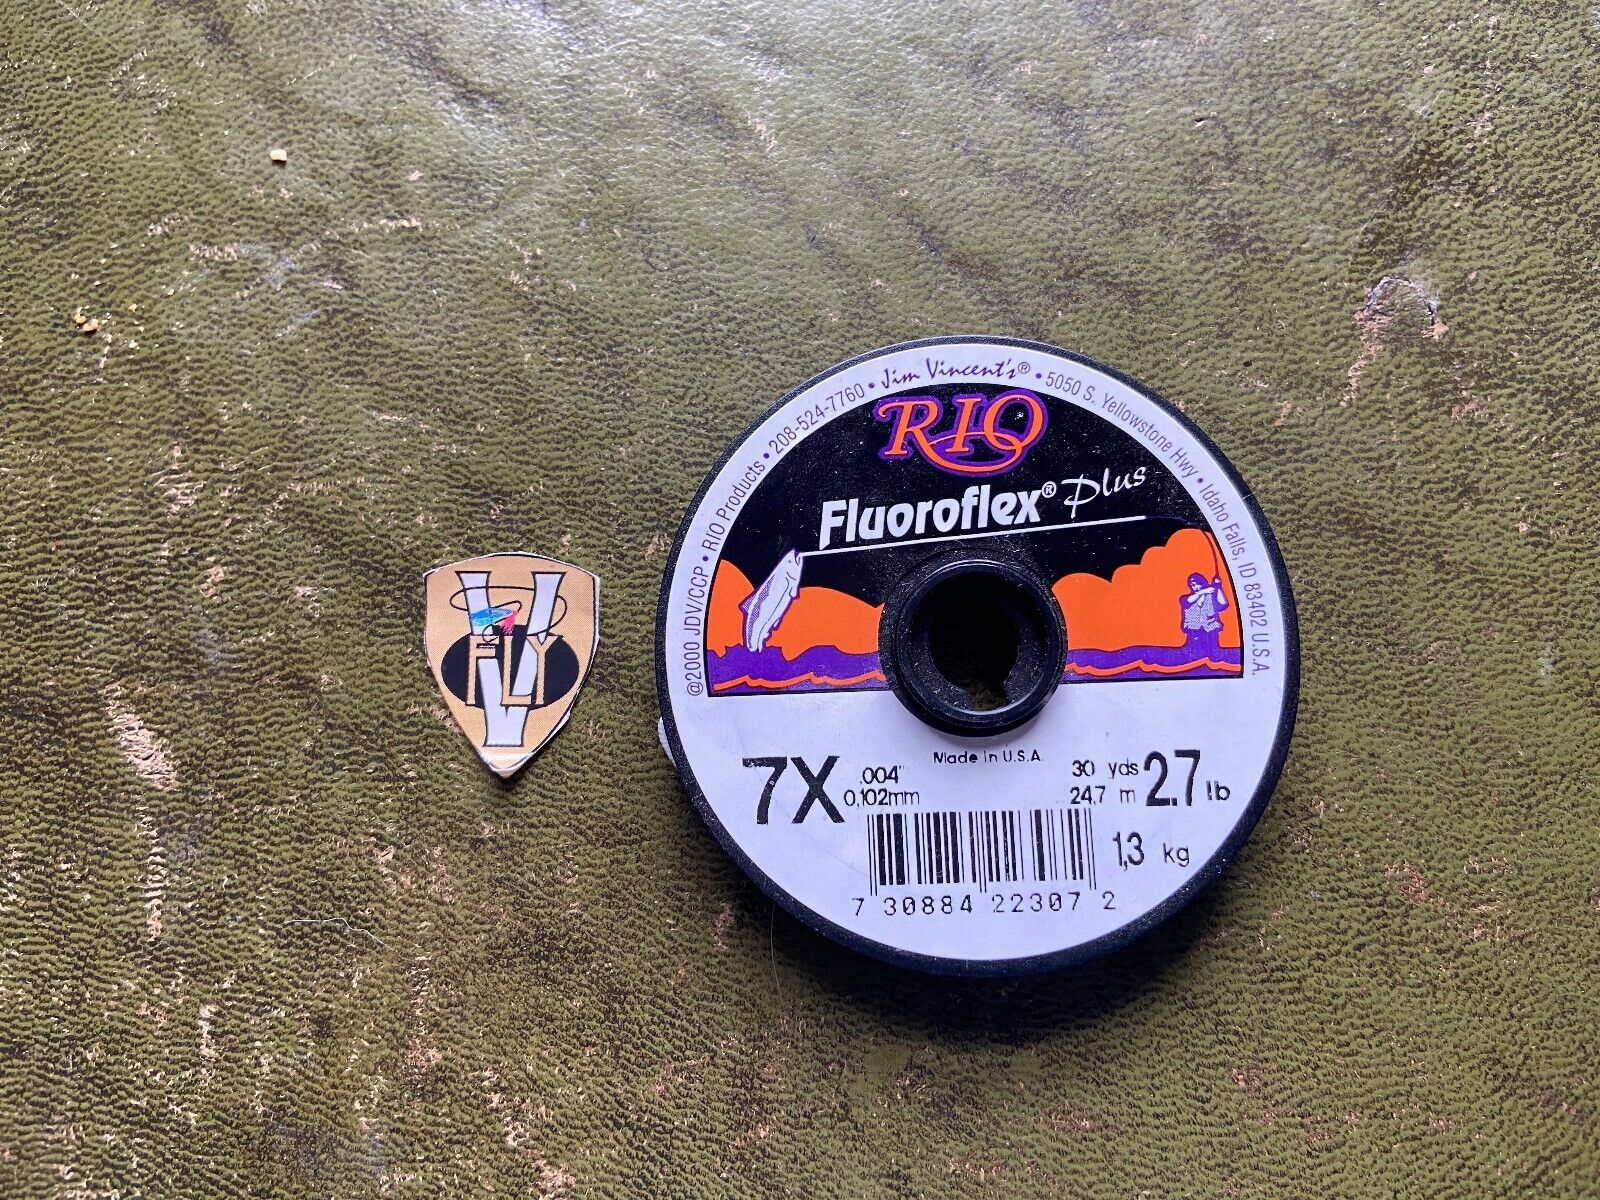 @2000 JDV/CCP • RIO Products • 208-524-7760 • Jim Vincent's® • 5050 S. Yellowstone Hwy • Idaho Falls, ID 83402 U.S.A.
RIO
Fluoroflex® Plus
V
FLY
Made in U.S.A.
7X .004" 30 yds 2.7 lb
0,102mm 24,7 m
1,3 kg
7 30884 22307 2